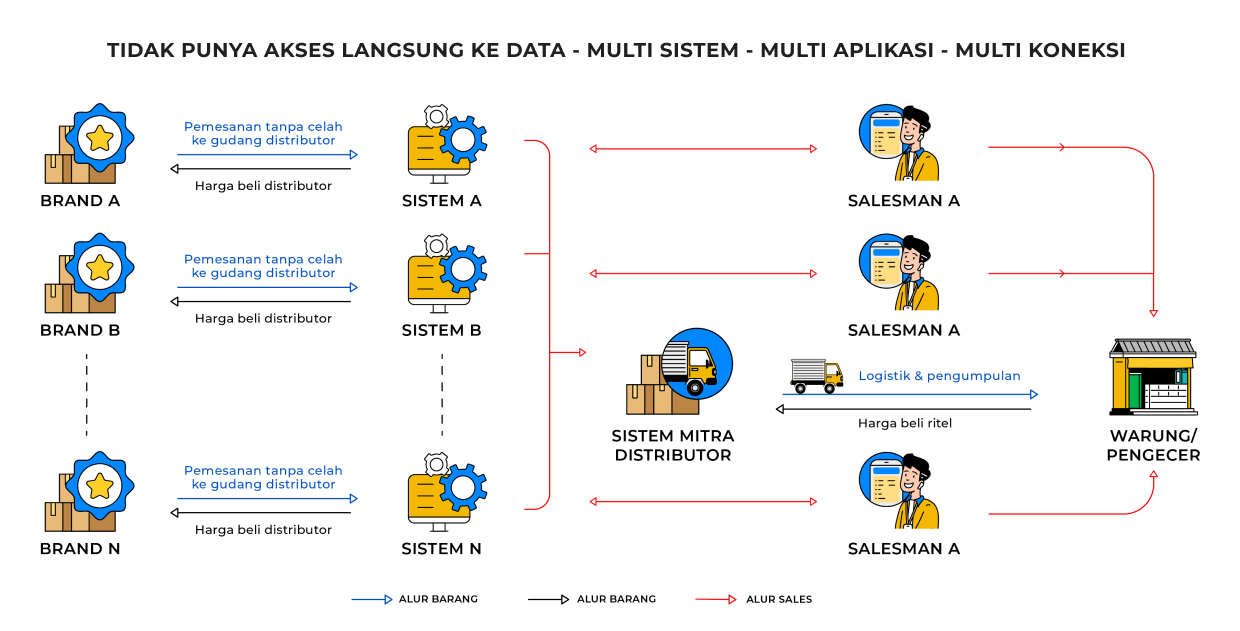 TIDAK PUNYA AKSES LANGSUNG KE DATA - MULTI SISTEM - MULTI APLIKASI - MULTI KONEKSI
Pemesanan tanpa celah
ke gudang distributor
Harga beli distributor
BRAND A
SISTEM A
SALESMAN A
Pemesanan tanpa celah
ke gudang distributor
Harga beli distributor
BRAND B
SISTEM B
SALESMAN A
Logistik & pengumpulan
Harga beli ritel
SISTEM MITRA
DISTRIBUTOR
WARUNG/
PENGECER
Pemesanan tanpa celah
ke gudang distributor
Harga beli distributor
BRAND N
SISTEM N
SALESMAN A
ALUR BARANG
ALUR BARANG
ALUR SALES